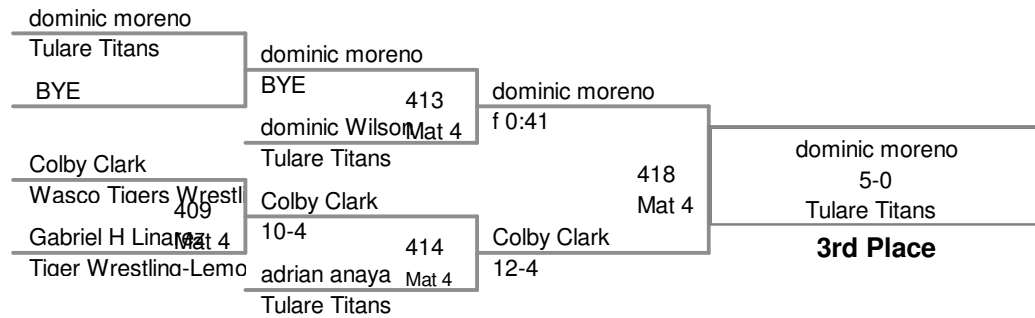 dominic moreno
Tulare Titans
BYE
dominic moreno
BYE
413
Mat 4
dominic Wilson
Tulare Titans
dominic moreno
f 0:41
Colby Clark
Wasco Tigers Wrestli
409
Mat 4
Gabriel H Linarez
Tiger Wrestling-Lemo
Colby Clark
10-4
414
Mat 4
adrian anaya
Tulare Titans
Colby Clark
12-4
418
Mat 4
dominic moreno
5-0
Tulare Titans
3rd Place